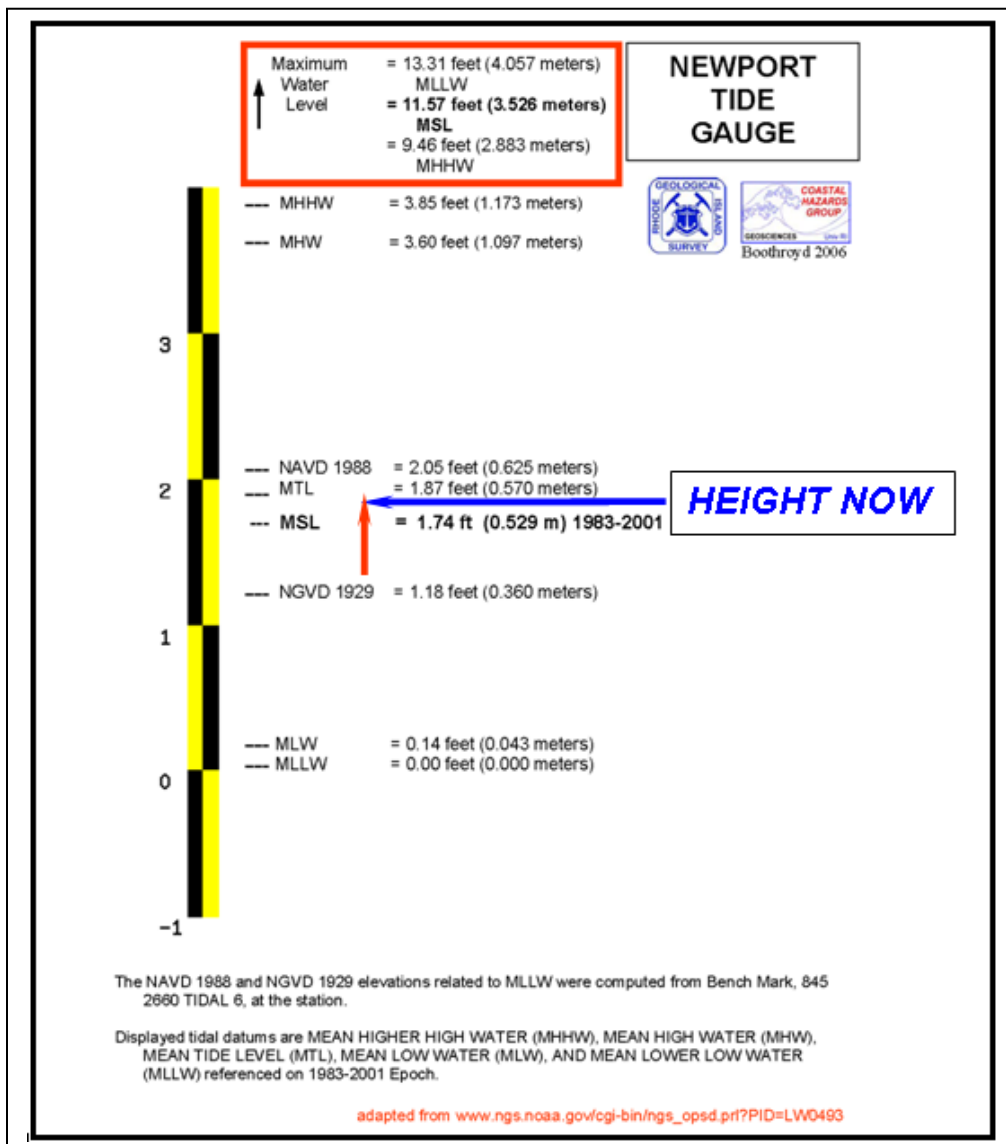 Maximum = 13.31 feet (4.057 meters)
Water MLLW
Level = 11.57 feet (3.526 meters)
MSL
= 9.46 feet (2.883 meters)
MHHW
NEWPORT
TIDE
GAUGE
GEOLOGICAL
RHODE ISLAND
SURVEY
COASTAL
HAZARDS
GROUP
GEOSCIENCES Univ RI
Boothroyd 2006
--- MHHW = 3.85 feet (1.173 meters)
--- MHW = 3.60 feet (1.097 meters)
3
--- NAVD 1988 = 2.05 feet (0.625 meters)
2 --- MTL = 1.87 feet (0.570 meters)
HEIGHT NOW
--- MSL = 1.74 ft (0.529 m) 1983-2001
--- NGVD 1929 = 1.18 feet (0.360 meters)
1
--- MLW = 0.14 feet (0.043 meters)
--- MLLW = 0.00 feet (0.000 meters)
0
-1
The NAVD 1988 and NGVD 1929 elevations related to MLLW were computed from Bench Mark, 845
2660 TIDAL 6, at the station.
Displayed tidal datums are MEAN HIGHER HIGH WATER (MHHW), MEAN HIGH WATER (MHW),
MEAN TIDE LEVEL (MTL), MEAN LOW WATER (MLW), AND MEAN LOWER LOW WATER
(MLLW) referenced on 1983-2001 Epoch.
adapted from www.ngs.noaa.gov/cgi-bin/ngs_opsd.prl?PID=LW0493